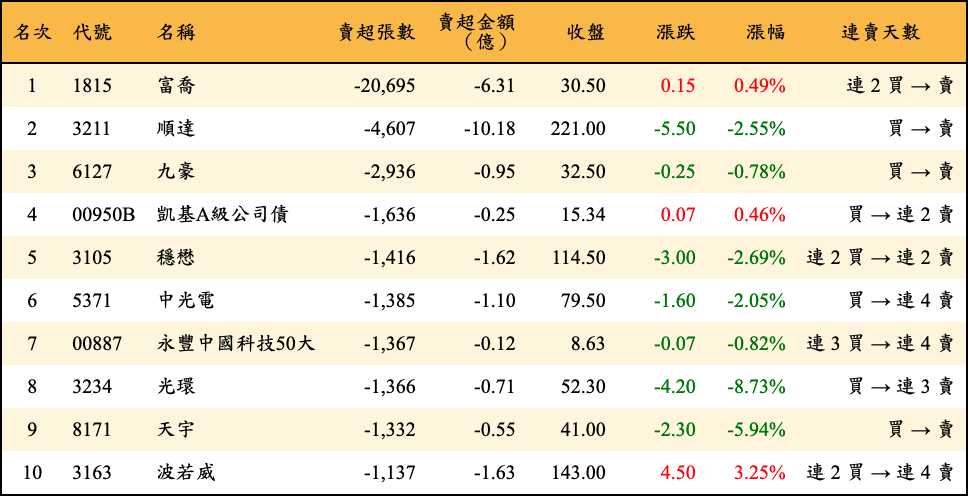 名次 代號 名稱 賣超張數 賣超金額（億） 收盤 漲跌 漲幅 連賣天數
1 1815 富喬 -20,695 -6.31 30.50 0.15 0.49% 連 2 買 → 賣
2 3211 順達 -4,607 -10.18 221.00 -5.50 -2.55% 買 → 賣
3 6127 九豪 -2,936 -0.95 32.50 -0.25 -0.78% 買 → 賣
4 00950B 凱基A級公司債 -1,636 -0.25 15.34 0.07 0.46% 買 → 連 2 賣
5 3105 穩懋 -1,416 -1.62 114.50 -3.00 -2.69% 連 2 買 → 連 2 賣
6 5371 中光電 -1,385 -1.10 79.50 -1.60 -2.05% 買 → 連 4 賣
7 00887 永豐中國科技50大 -1,367 -0.12 8.63 -0.07 -0.82% 連 3 買 → 連 4 賣
8 3234 光環 -1,366 -0.71 52.30 -4.20 -8.73% 買 → 連 3 賣
9 8171 天宇 -1,332 -0.55 41.00 -2.30 -5.94% 買 → 賣
10 3163 波若威 -1,137 -1.63 143.00 4.50 3.25% 連 2 買 → 連 4 賣